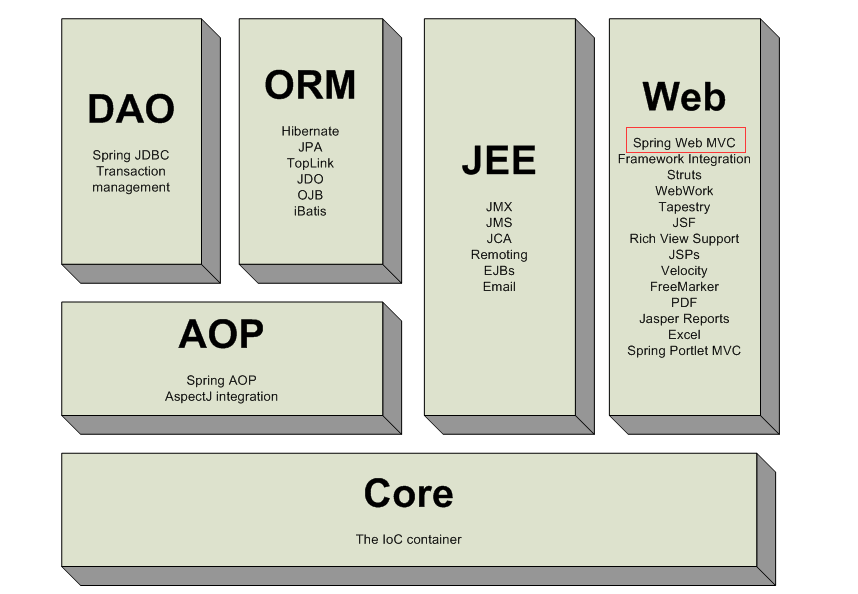 DAO
Spring JDBC
Transaction
management
ORM
Hibernate
JPA
TopLink
JDO
OJB
iBatis
JEE
JMX
JMS
JCA
Remoting
EJBs
Email
Web
Spring Web MVC
Framework Integration
Struts
WebWork
Tapestry
JSF
Rich View Support
JSPs
Velocity
FreeMarker
PDF
Jasper Reports
Excel
Spring Portlet MVC
AOP
Spring AOP
AspectJ integration
Core
The IoC container